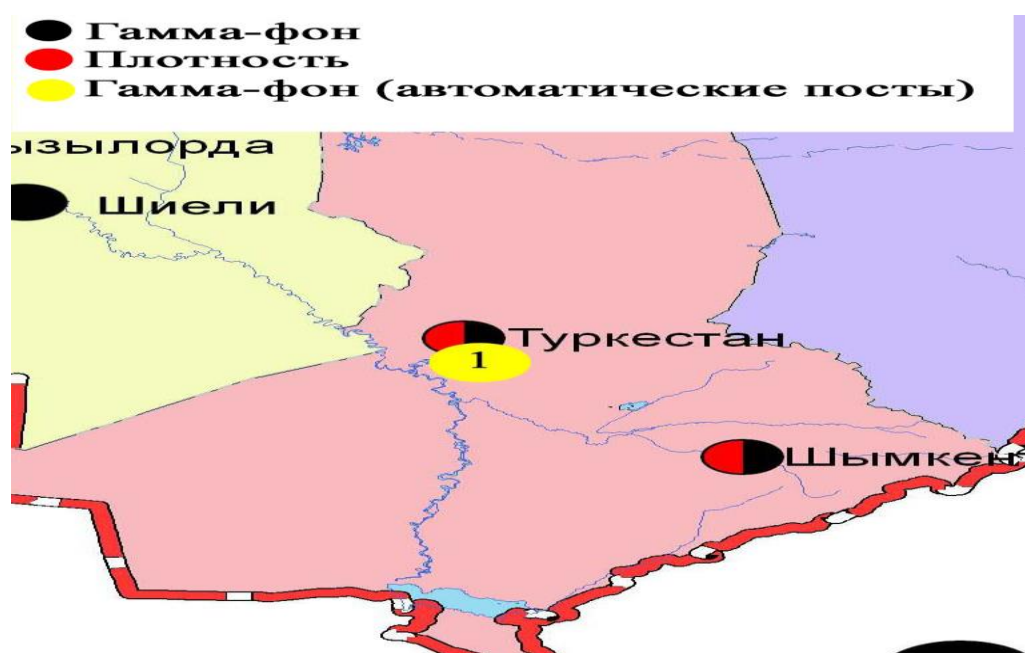 Гамма-фон
Плотность
Гамма-фон (автоматические посты)
ызылорда
Шиели
Туркестан
1
Шымкен